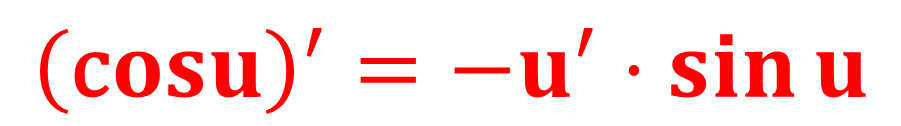 (cosu)′ = −u′ · sin u